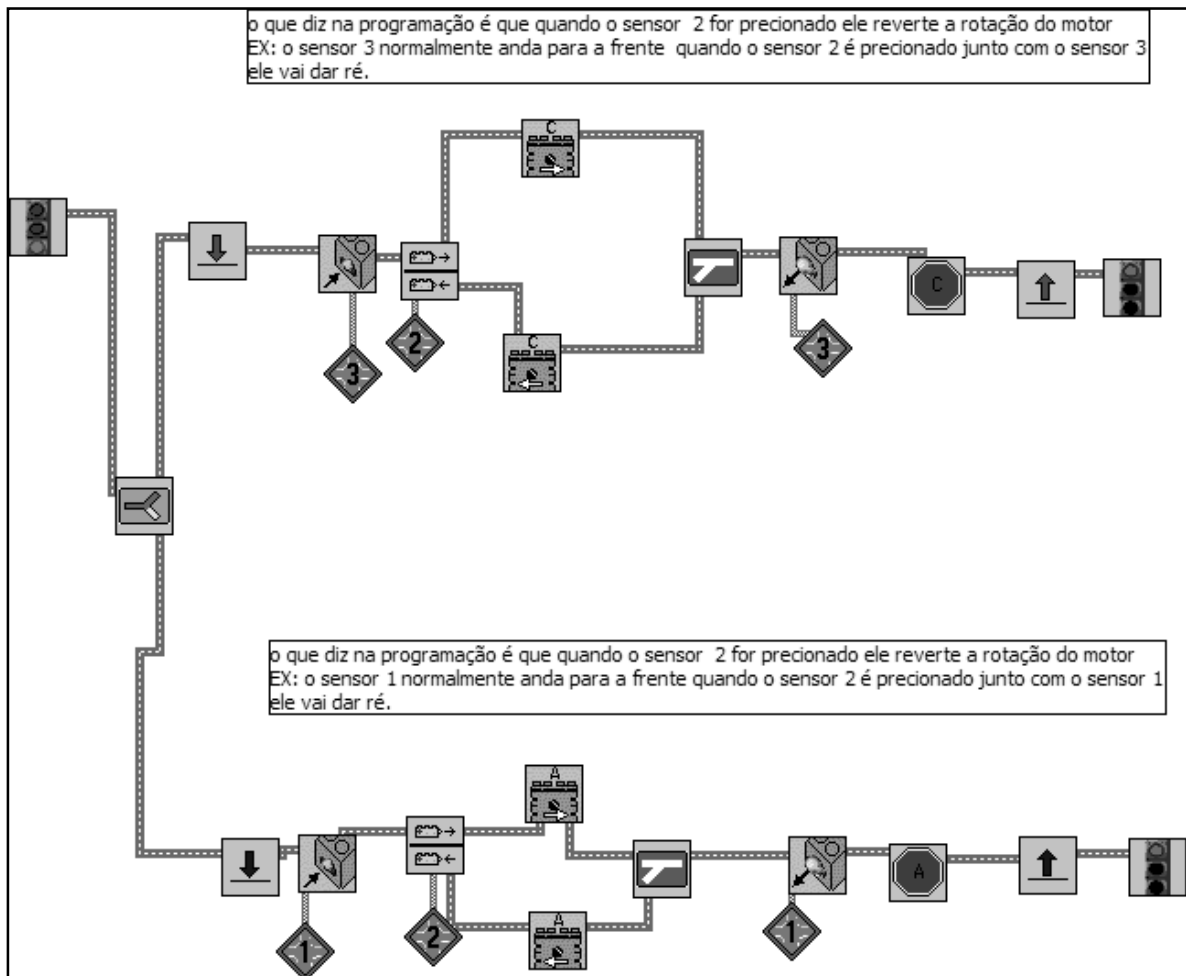 o que diz na programação é que quando o sensor  2 for precionado ele reverte a rotação do motor
EX: o sensor 3 normalmente anda para a frente  quando o sensor 2 é precionado junto com o sensor 3
ele vai dar ré.
C
C
C
3
2
3
o que diz na programação é que quando o sensor  2 for precionado ele reverte a rotação do motor
EX: o sensor 1 normalmente anda para a frente quando o sensor 2 é precionado junto com o sensor 1
ele vai dar ré.
A
A
A
1
2
1